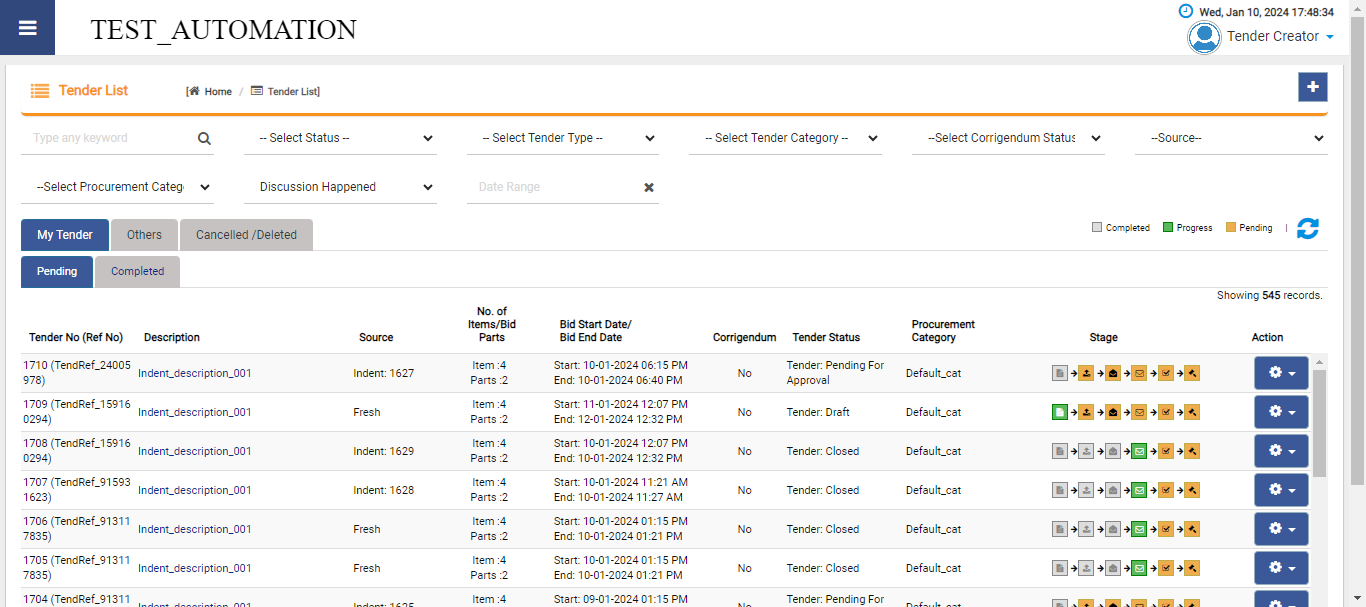 TEST_AUTOMATION
Wed, Jan 10, 2024 17:48:34
Tender Creator
Tender List
[ Home / Tender List]
Type any keyword
-- Select Status --
-- Select Tender Type --
-- Select Tender Category --
--Select Corrigendum Status
--Source--
--Select Procurement Categ
Discussion Happened
Date Range
My Tender Others Cancelled /Deleted
Completed Progress Pending |
Pending Completed
Showing 545 records.
Tender No (Ref No) Description Source No. of Items/Bid Parts Bid Start Date/ Bid End Date Corrigendum Tender Status Procurement Category Stage Action
1710 (TendRef_24005 Item :4 Start: 10-01-2024 06:15 PM Tender: Pending For
Indent_description_001 Indent: 1627 No Default_cat
978) Parts :2 End: 10-01-2024 06:40 PM Approval
1709 (TendRef_15916 Item :4 Start: 11-01-2024 12:07 PM
Indent_description_001 Fresh No Tender: Draft Default_cat
0294) Parts :2 End: 12-01-2024 12:32 PM
1708 (TendRef_15916 Item :4 Start: 10-01-2024 12:07 PM
Indent_description_001 Indent: 1629 No Tender: Closed Default_cat
0294) Parts :2 End: 10-01-2024 12:32 PM
1707 (TendRef_91593 Item :4 Start: 10-01-2024 11:21 AM
Indent_description_001 Indent: 1628 No Tender: Closed Default_cat
1623) Parts :2 End: 10-01-2024 11:27 AM
1706 (TendRef_91311 Item :4 Start: 10-01-2024 01:15 PM
Indent_description_001 Fresh No Tender: Closed Default_cat
7835) Parts :2 End: 10-01-2024 01:21 PM
1705 (TendRef_91311 Item :4 Start: 10-01-2024 01:15 PM
Indent_description_001 Fresh No Tender: Closed Default_cat
7835) Parts :2 End: 10-01-2024 01:21 PM
1704 (TendRef_91311 Item :4 Start: 09-01-2024 01:15 PM Tender: Pending For
Indent_description_001 Indent: 1625 No Default_cat